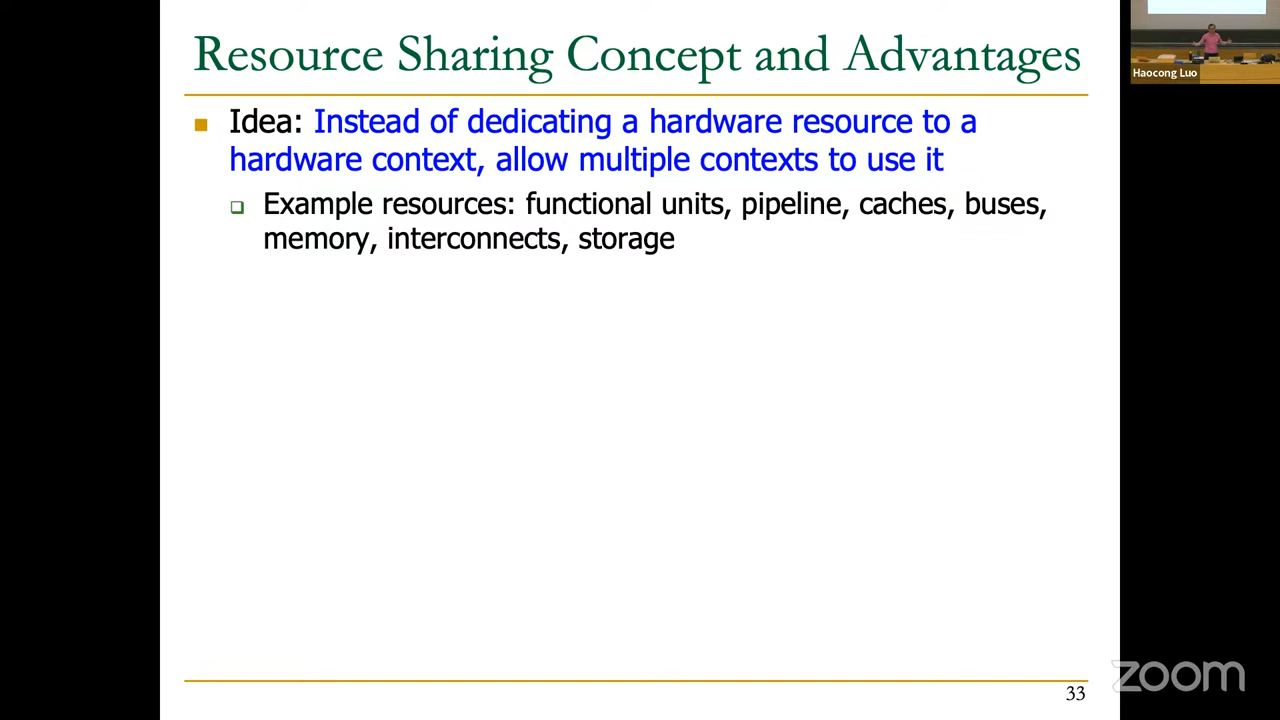 Resource Sharing Concept and Advantages
Idea: Instead of dedicating a hardware resource to a
hardware context, allow multiple contexts to use it
Example resources: functional units, pipeline, caches, buses,
memory, interconnects, storage
33
Haocong Luo
zoom